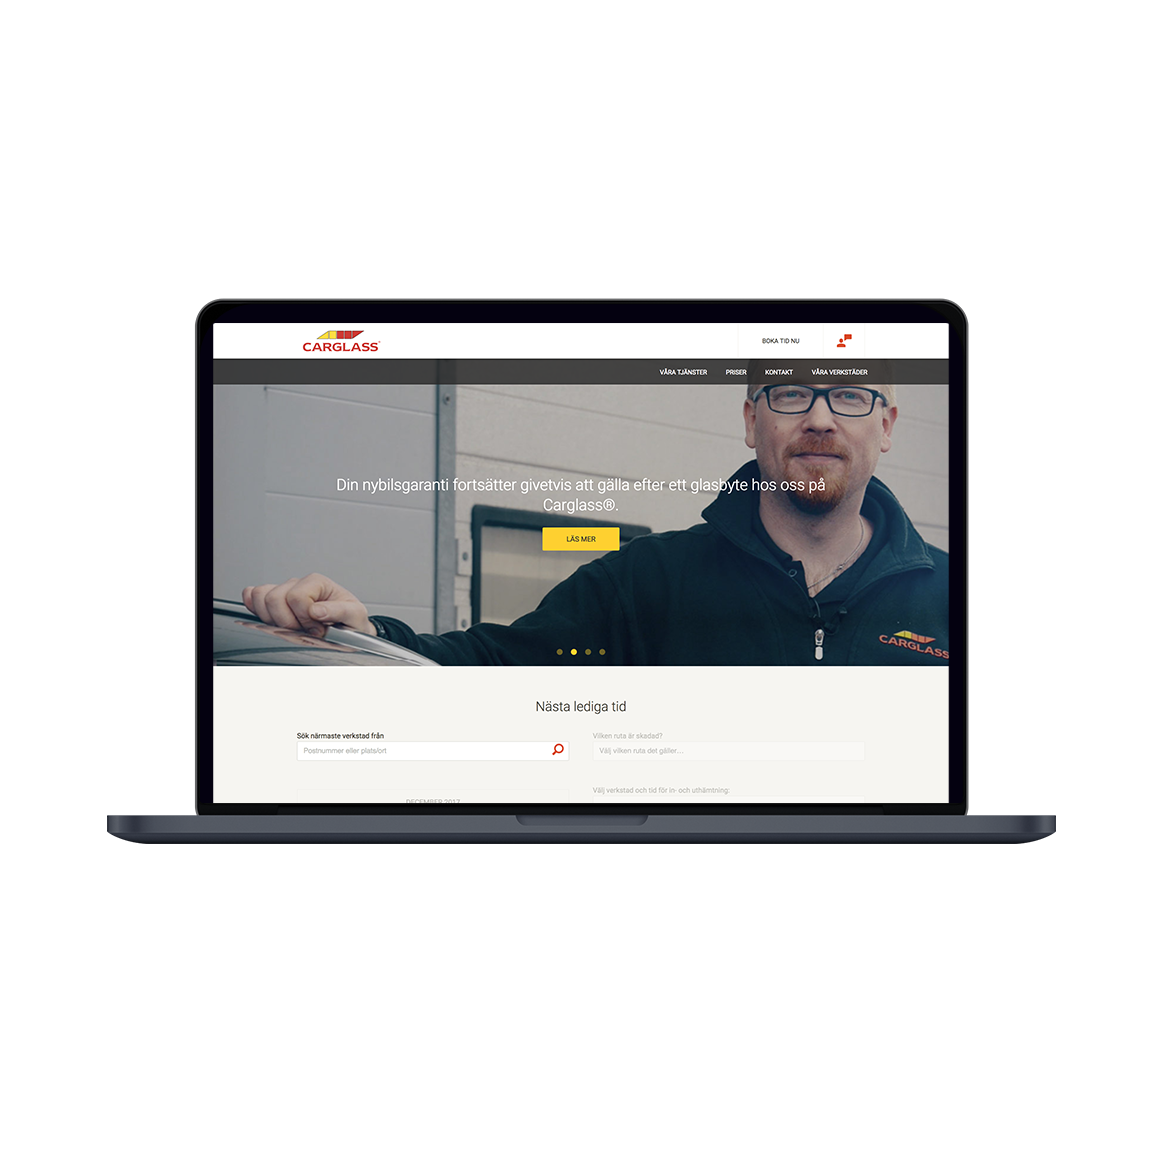 CARGLASS®
BOKA TID NU
VÅRA TJÄNSTER PRISER KONTAKT VÅRA VERKSTÄDER
Din nybilsgaranti fortsätter givetvis att gälla efter ett glasbyte hos oss på
Carglass®.
LÄS MER
CARGLASS
Nästa lediga tid
Sök närmaste verkstad från
Postnummer eller plats/ort
Vilken ruta är skadad?
Välj vilken ruta det gäller....
Välj verkstad och tid för in- och uthämtning:
DECEMBER 2017